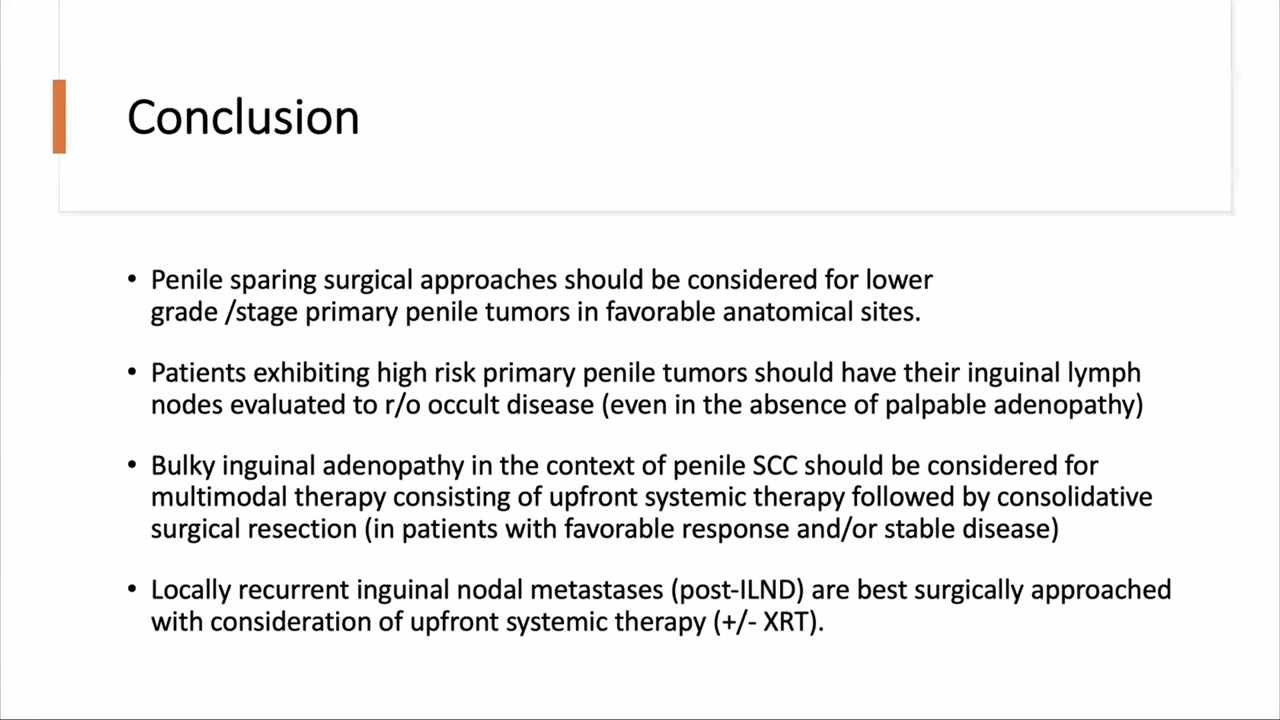 Conclusion
• Penile sparing surgical approaches should be considered for lower
grade /stage primary penile tumors in favorable anatomical sites.
• Patients exhibiting high risk primary penile tumors should have their inguinal lymph
nodes evaluated to r/o occult disease (even in the absence of palpable adenopathy)
• Bulky inguinal adenopathy in the context of penile SCC should be considered for
multimodal therapy consisting of upfront systemic therapy followed by consolidative
surgical resection (in patients with favorable response and/or stable disease)
• Locally recurrent inguinal nodal metastases (post-ILND) are best surgically approached
with consideration of upfront systemic therapy (+/- XRT).